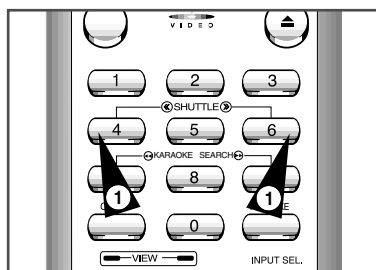 VIDEO
1 2 3
SHUTTLE
4 5 6
KARAOKE SEARCH
8
1 1
0
VIEW
INPUT SEL.